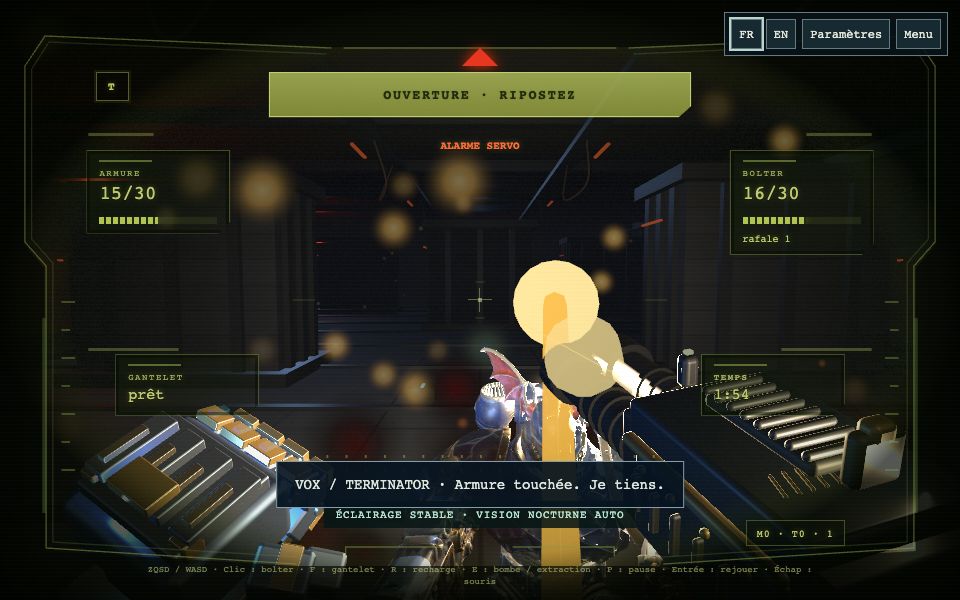 FR EN Paramètres Menu
T
OUVERTURE · RIPOSTEZ
ALARME SERVO
ARMURE
15/30
BOLTER
16/30
rafale 1
GANTELET
prêt
TEMPS
1:54
VOX / TERMINATOR · Armure touchée. Je tiens.
ÉCLAIRAGE STABLE · VISION NOCTURNE AUTO
M0 · T0 · 1
ZQSD / WASD · Clic : bolter · F : gantelet · R : recharge · E : bombe / extraction · P : pause · Entrée : rejouer · Échap :
souris